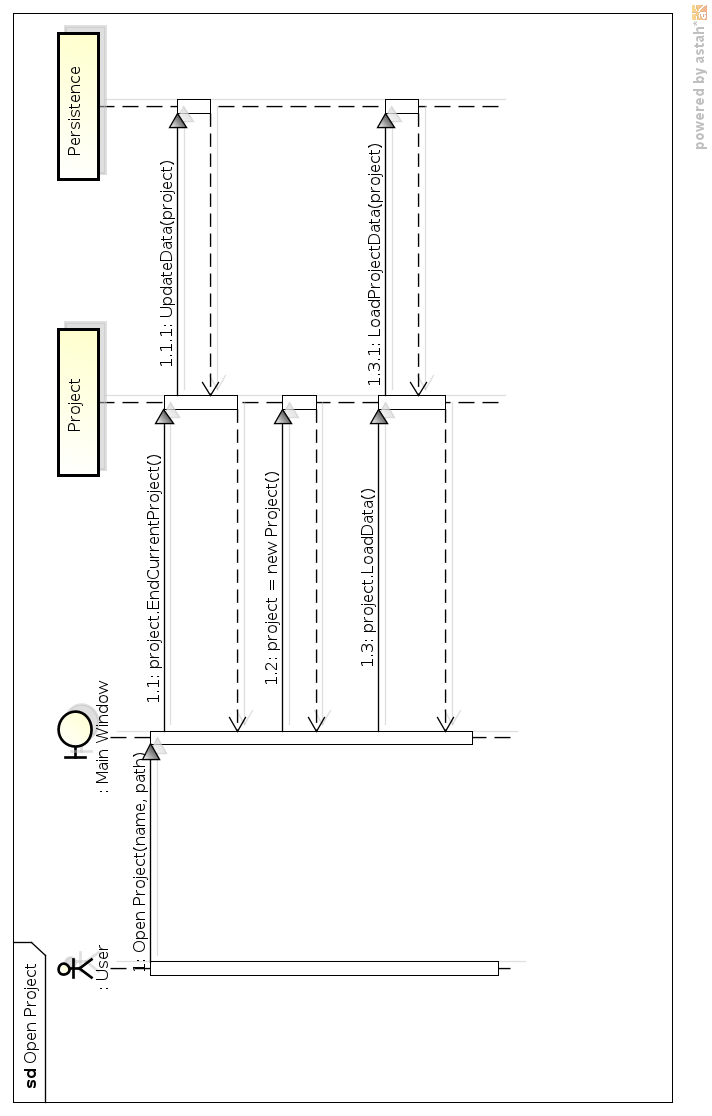 sd Open Project
: User
: Main Window
Project
Persistence
1: Open Project(name, path)
1.1: project.EndCurrentProject()
1.1.1: UpdateData(project)
1.2: project = new Project()
1.3: project.LoadData()
1.3.1: LoadProjectData(project)
powered by astah*